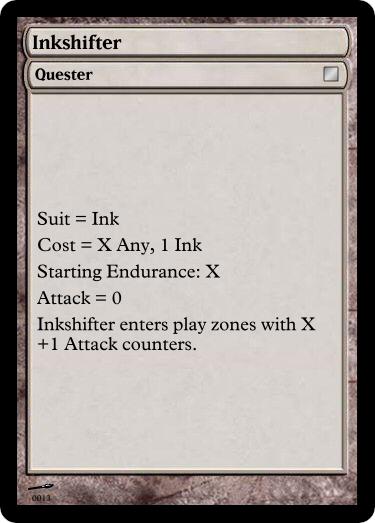 Inkshifter
Quester
Suit = Ink
Cost = X Any, 1 Ink
Starting Endurance: X
Attack = 0
Inkshifter enters play zones with X
+1 Attack counters.
0013